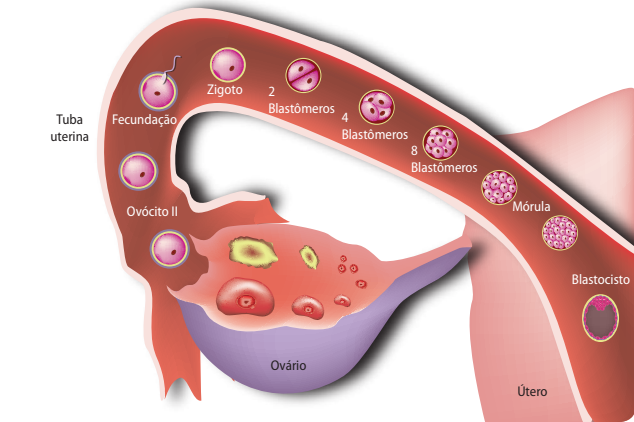 Tuba
uterina
Fecundação
Zigoto
2
Blastômeros
4
Blastômeros
8
Blastômeros
Mórula
Blastocisto
Ovócito II
Ovário
Útero